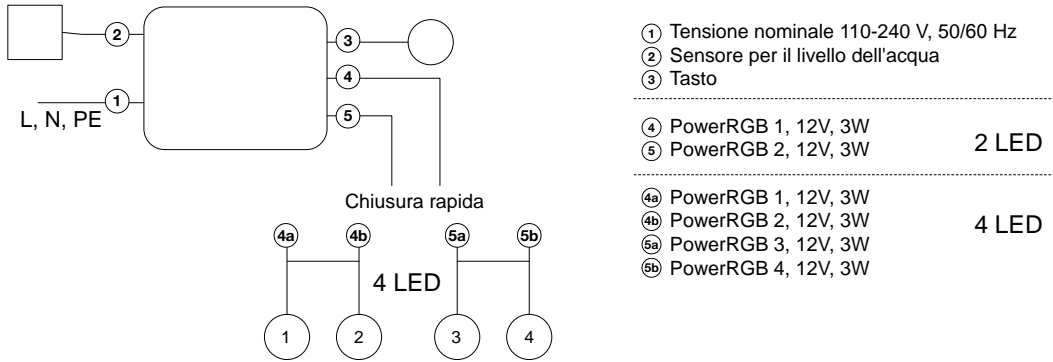 2
3
4
1
L, N, PE
5
Chiusura rapida
4a 4b 5a 5b
4 LED
1 2 3 4
1 Tensione nominale 110-240 V, 50/60 Hz
2 Sensore per il livello dell'acqua
3 Tasto
4 PowerRGB 1, 12V, 3W
5 PowerRGB 2, 12V, 3W
2 LED
4a PowerRGB 1, 12V, 3W
4b PowerRGB 2, 12V, 3W
5a PowerRGB 3, 12V, 3W
5b PowerRGB 4, 12V, 3W
4 LED